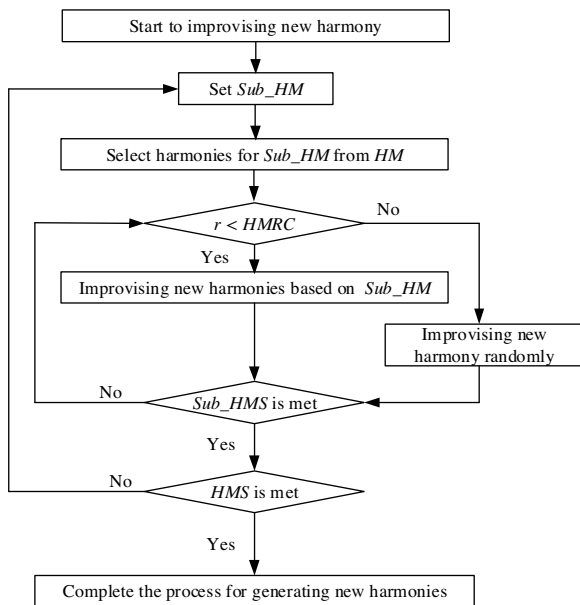 Start to improvising new harmony
Set Sub_HM
Select harmonies for Sub_HM from HM
r < HMRC
No
Yes
Improvising new harmonies based on Sub_HM
Improvising new
harmony randomly
No
Sub_HMS is met
Yes
No
HMS is met
Yes
Complete the process for generating new harmonies